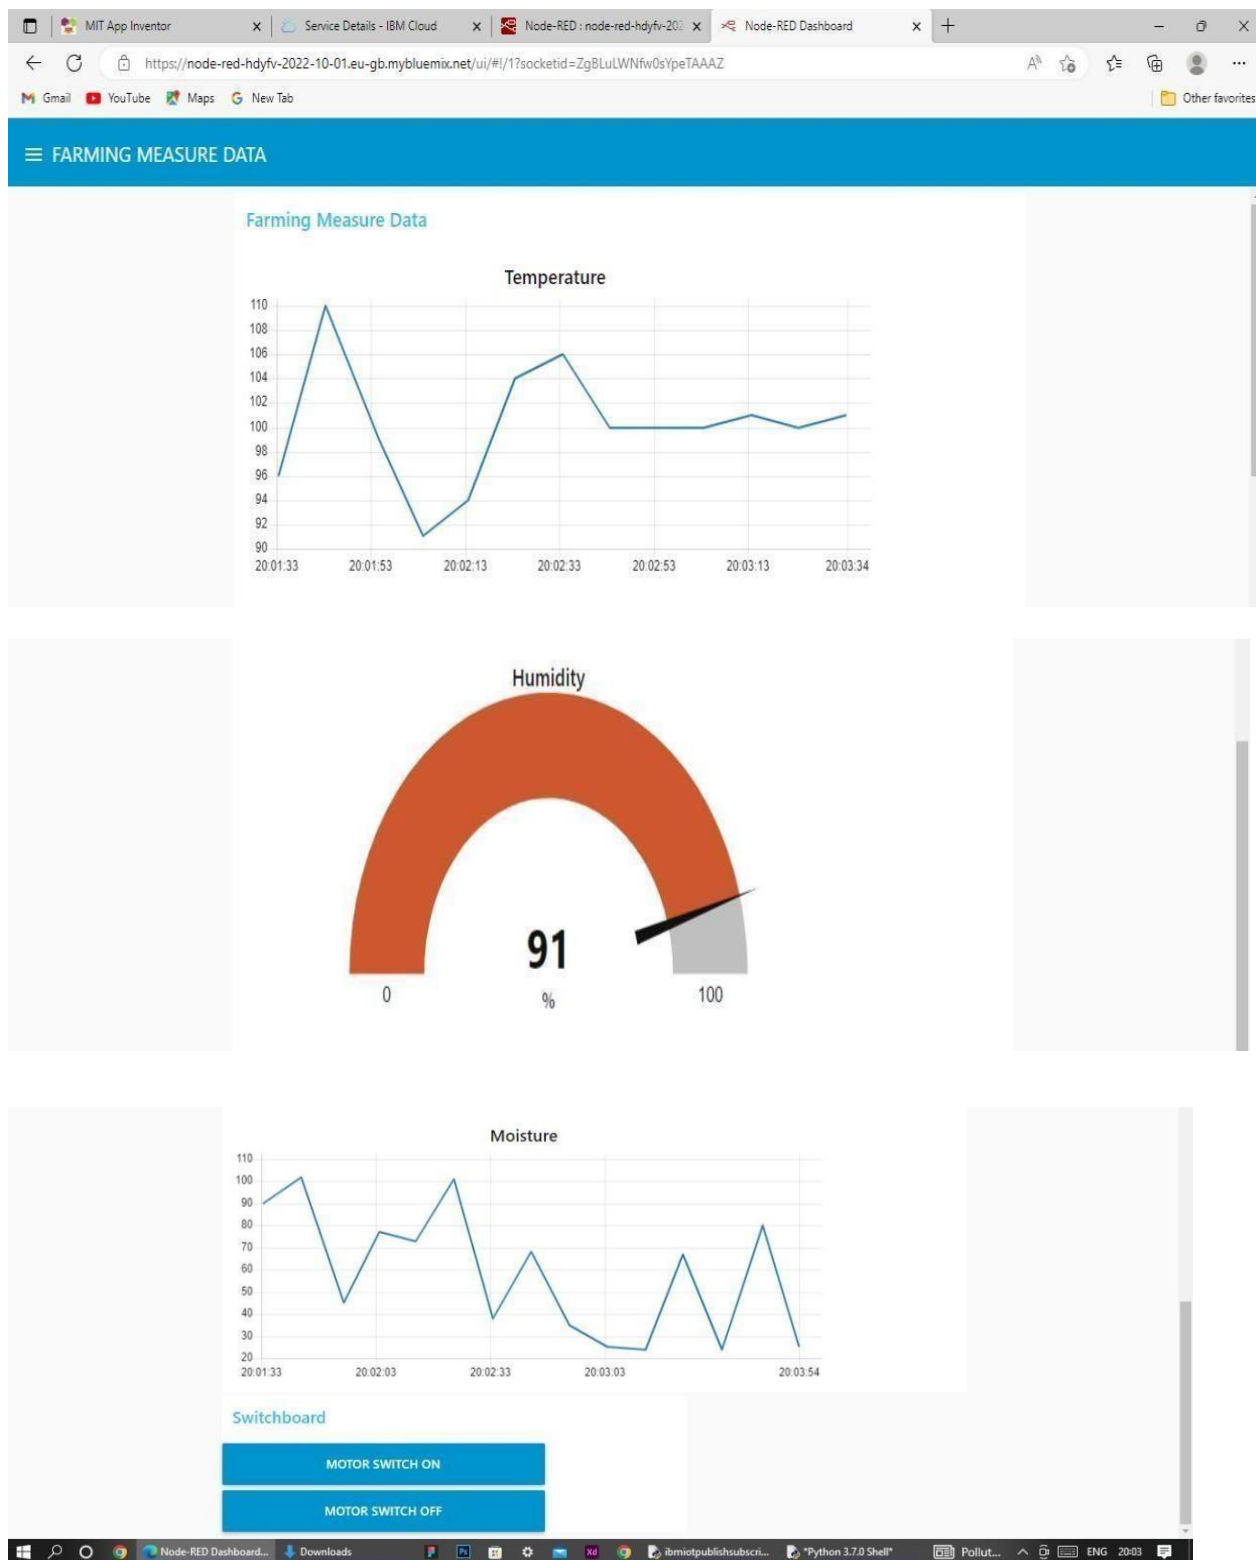 MIT App Inventor Service Details - IBM Cloud Node-RED : node-red-hdyfv-202 Node-RED Dashboard
https://node-red-hdyfv-2022-10-01.eu-gb.mybluemix.net/ui/#!/1?socketid=ZgBLuLWNfw0sYpeTAAAZ
Gmail YouTube Maps New Tab Other favorites
FARMING MEASURE DATA
Farming Measure Data
Temperature
110
108
106
104
102
100
98
96
94
92
90
20:01:33 20:01:53 20:02:13 20:02:33 20:02:53 20:03:13 20:03:34
Humidity
91
0 % 100
Moisture
110
100
90
80
70
60
50
40
30
20
20:01:33 20:02:03 20:02:33 20:03:03 20:03:54
Switchboard
MOTOR SWITCH ON
MOTOR SWITCH OFF
Node-RED Dashboard... Downloads Ps Xd ibmiotpublishsubscri... *Python 3.7.0 Shell* Pollut... ENG 20:03